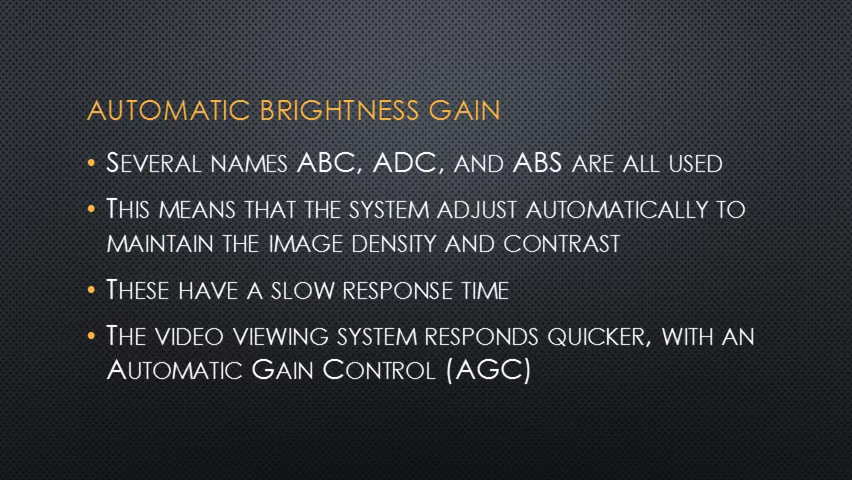 AUTOMATIC BRIGHTNESS GAIN
• SEVERAL NAMES ABC, ADC, AND ABS ARE ALL USED
• THIS MEANS THAT THE SYSTEM ADJUST AUTOMATICALLY TO
MAINTAIN THE IMAGE DENSITY AND CONTRAST
• THESE HAVE A SLOW RESPONSE TIME
• THE VIDEO VIEWING SYSTEM RESPONDS QUICKER, WITH AN
AUTOMATIC GAIN CONTROL (AGC)